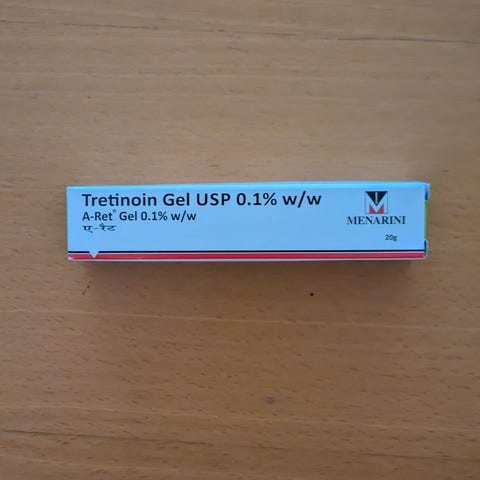 Tretinoin Gel USP 0.1% w/w
A-Ret® Gel 0.1% w/w
ए-रैट
MENARINI
20g